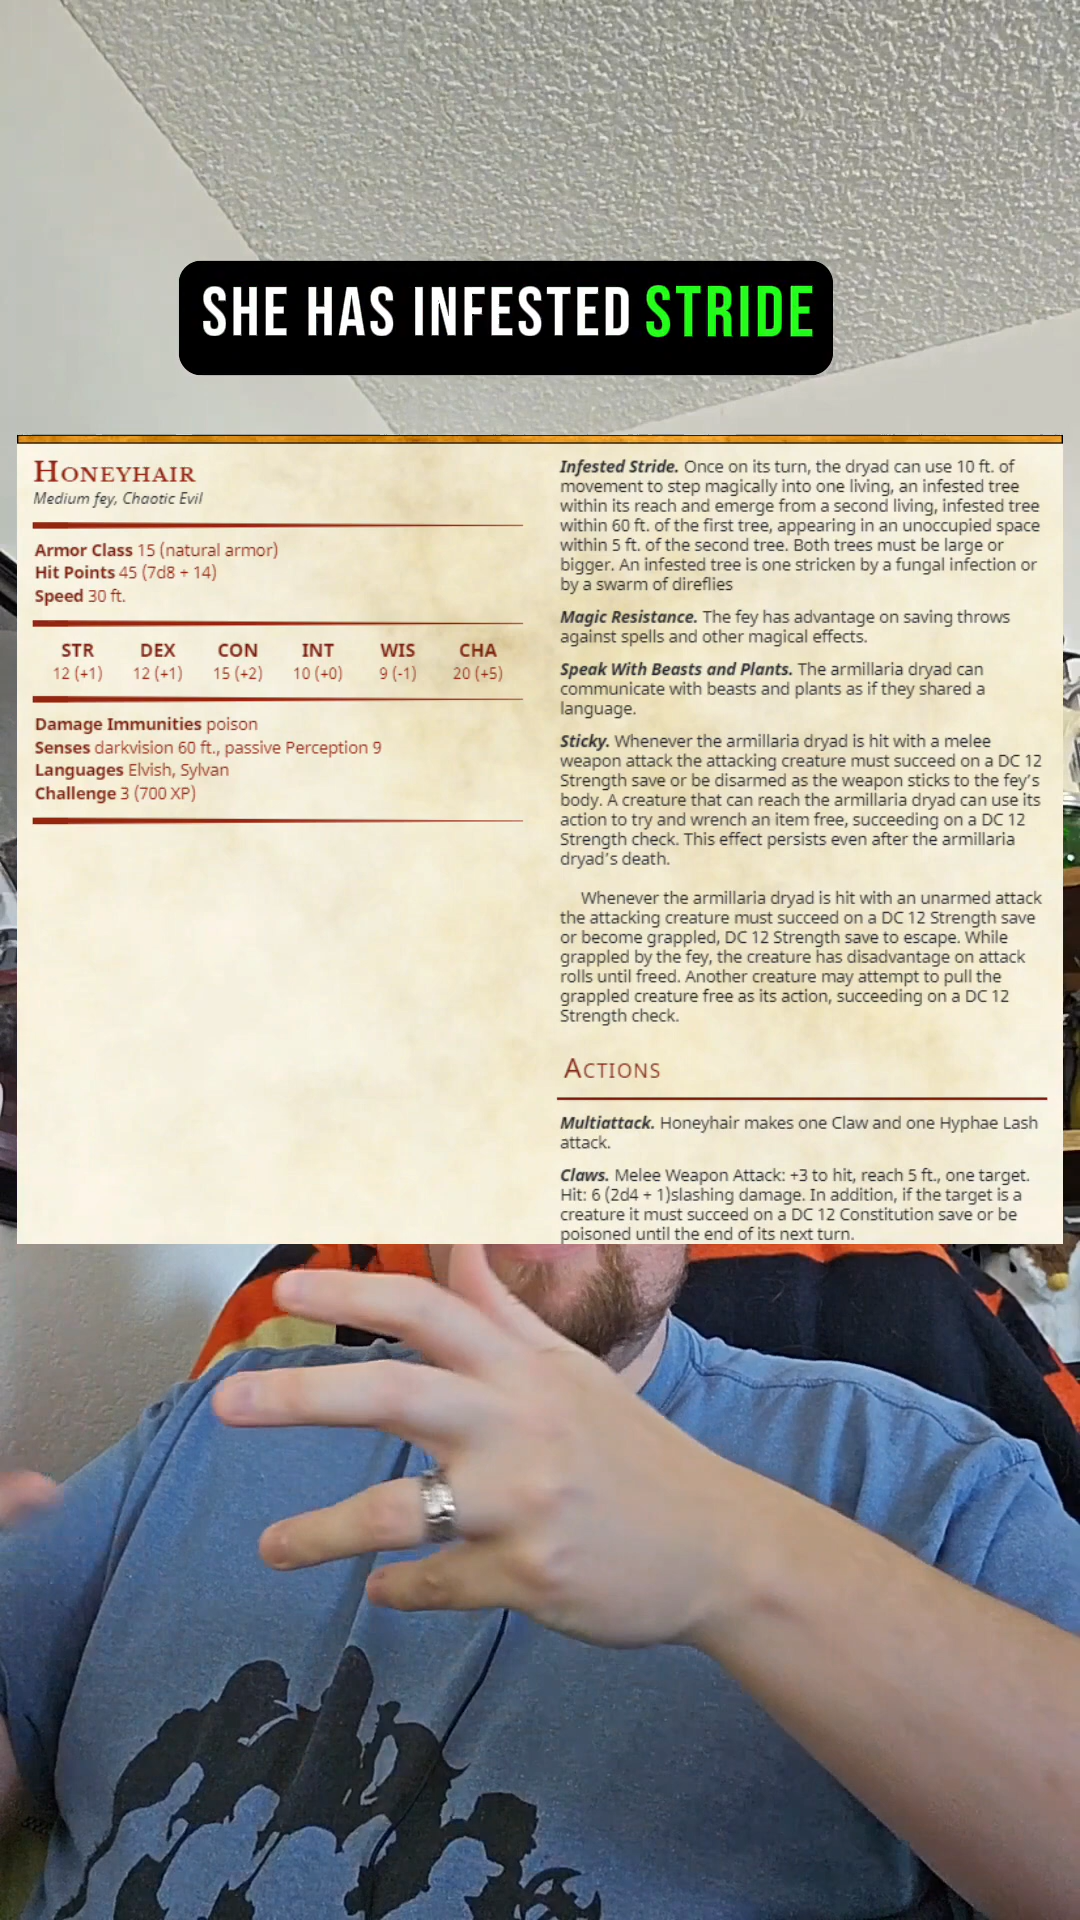 SHE HAS INFESTED STRIDE
HONEYHAIR
Medium fey, Chaotic Evil
Armor Class 15 (natural armor)
Hit Points 45 (7d8 + 14)
Speed 30 ft.
STR DEX CON INT WIS CHA
12 (+1) 12 (+1) 15 (+2) 10 (+0) 9 (-1) 20 (+5)
Damage Immunities poison
Senses darkvision 60 ft., passive Perception 9
Languages Elvish, Sylvan
Challenge 3 (700 XP)
Infested Stride. Once on its turn, the dryad can use 10 ft. of
movement to step magically into one living, an infested tree
within its reach and emerge from a second living, infested tree
within 60 ft. of the first tree, appearing in an unoccupied space
within 5 ft. of the second tree. Both trees must be large or
bigger. An infested tree is one stricken by a fungal infection or
by a swarm of direflies
Magic Resistance. The fey has advantage on saving throws
against spells and other magical effects.
Speak With Beasts and Plants. The armillaria dryad can
communicate with beasts and plants as if they shared a
language.
Sticky. Whenever the armillaria dryad is hit with a melee
weapon attack the attacking creature must succeed on a DC 12
Strength save or be disarmed as the weapon sticks to the fey's
body. A creature that can reach the armillaria dryad can use its
action to try and wrench an item free, succeeding on a DC 12
Strength check. This effect persists even after the armillaria
dryad's death.
Whenever the armillaria dryad is hit with an unarmed attack
the attacking creature must succeed on a DC 12 Strength save
or become grappled, DC 12 Strength save to escape. While
grappled by the fey, the creature has disadvantage on attack
rolls until freed. Another creature may attempt to pull the
grappled creature free as its action, succeeding on a DC 12
Strength check.
ACTIONS
Multiattack. Honeyhair makes one Claw and one Hyphae Lash
attack.
Claws. Melee Weapon Attack: +3 to hit, reach 5 ft., one target.
Hit: 6 (2d4 + 1)slashing damage. In addition, if the target is a
creature it must succeed on a DC 12 Constitution save or be
poisoned until the end of its next turn.